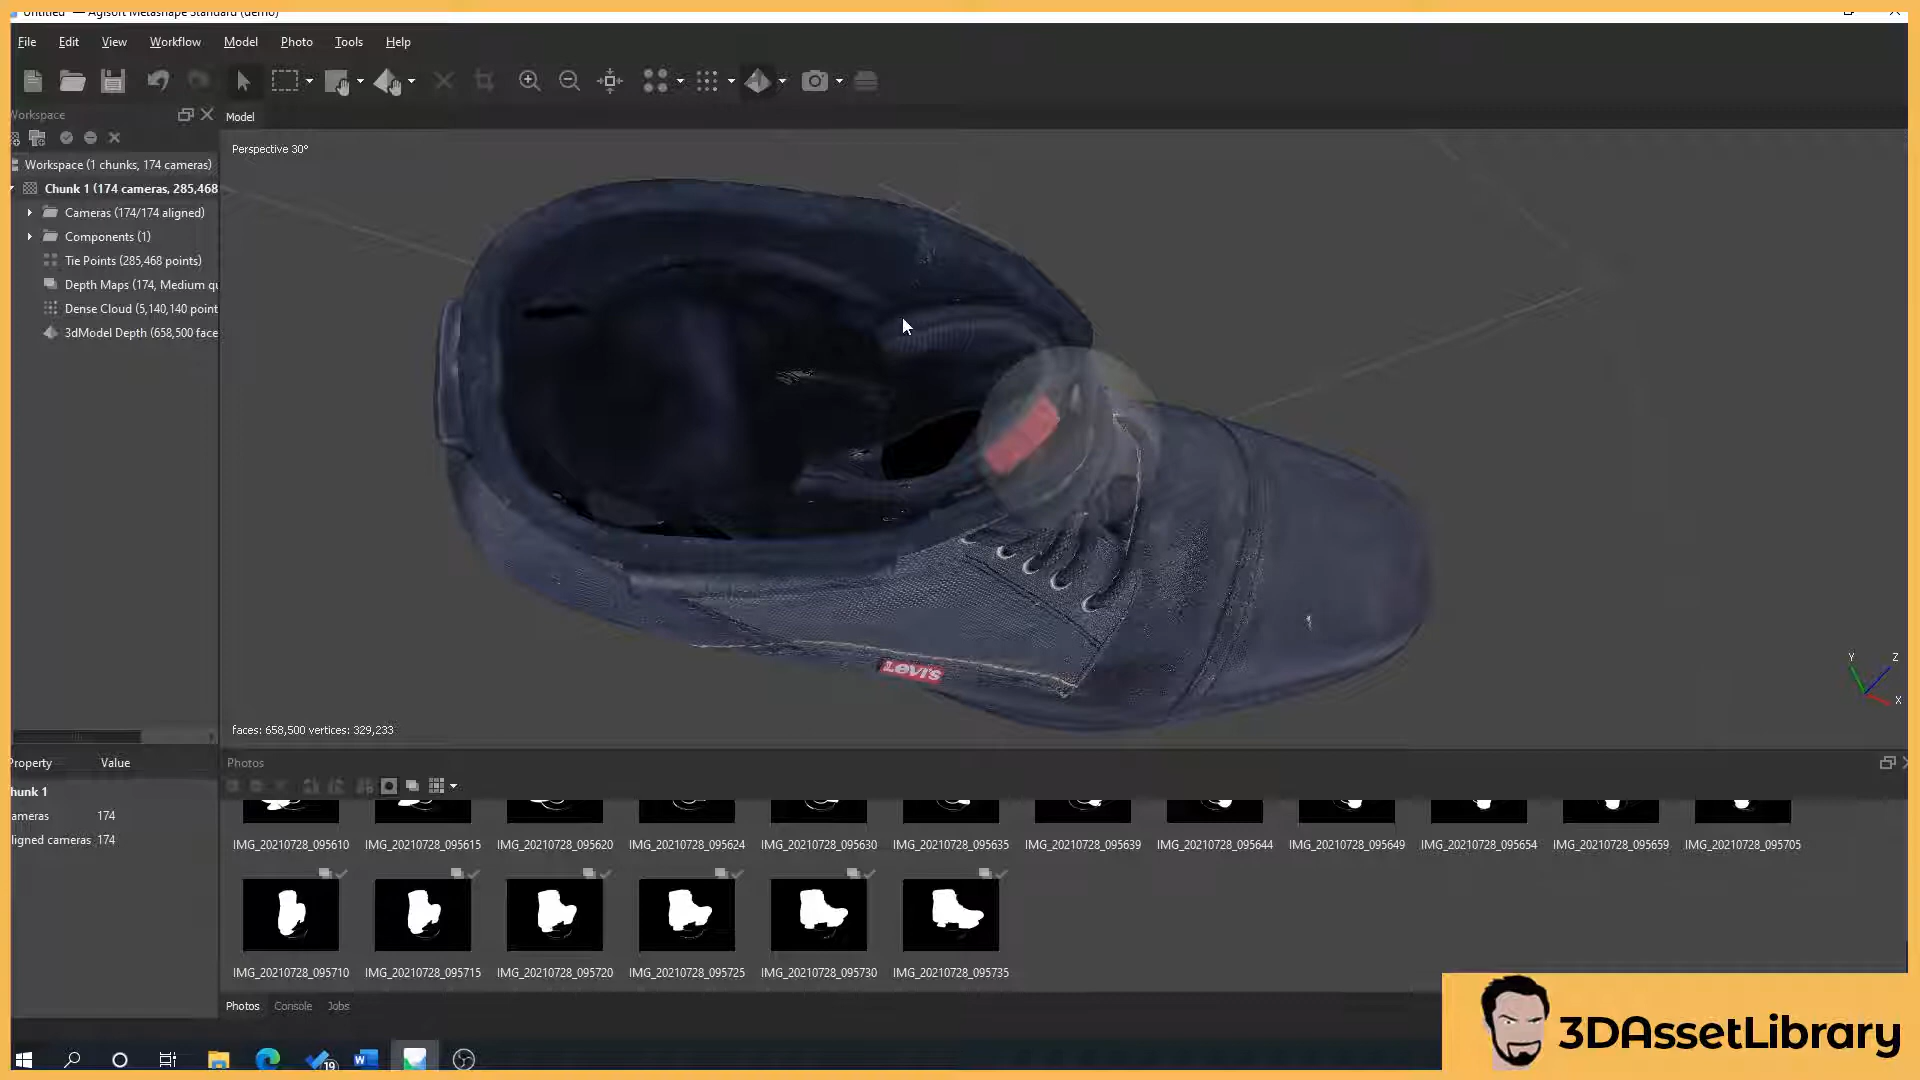 Untitled — Agisoft Metashape Standard (demo)
File Edit View Workflow Model Photo Tools Help
Workspace
Model
Workspace (1 chunks, 174 cameras)
Chunk 1 (174 cameras, 285,468
Cameras (174/174 aligned)
Components (1)
Tie Points (285,468 points)
Depth Maps (174, Medium qu
Dense Cloud (5,140,140 point
3dModel Depth (658,500 face
Perspective 30°
Levi's
Y Z
X
faces: 658,500 vertices: 329,233
Property Value
hunk 1
ameras 174
ligned cameras 174
Photos
IMG_20210728_095610 IMG_20210728_095615 IMG_20210728_095620 IMG_20210728_095624 IMG_20210728_095630 IMG_20210728_095635 IMG_20210728_095639 IMG_20210728_095644 IMG_20210728_095649 IMG_20210728_095654 IMG_20210728_095659 IMG_20210728_095705
IMG_20210728_095710 IMG_20210728_095715 IMG_20210728_095720 IMG_20210728_095725 IMG_20210728_095730 IMG_20210728_095735
Photos Console Jobs
19
W
3DAssetLibrary